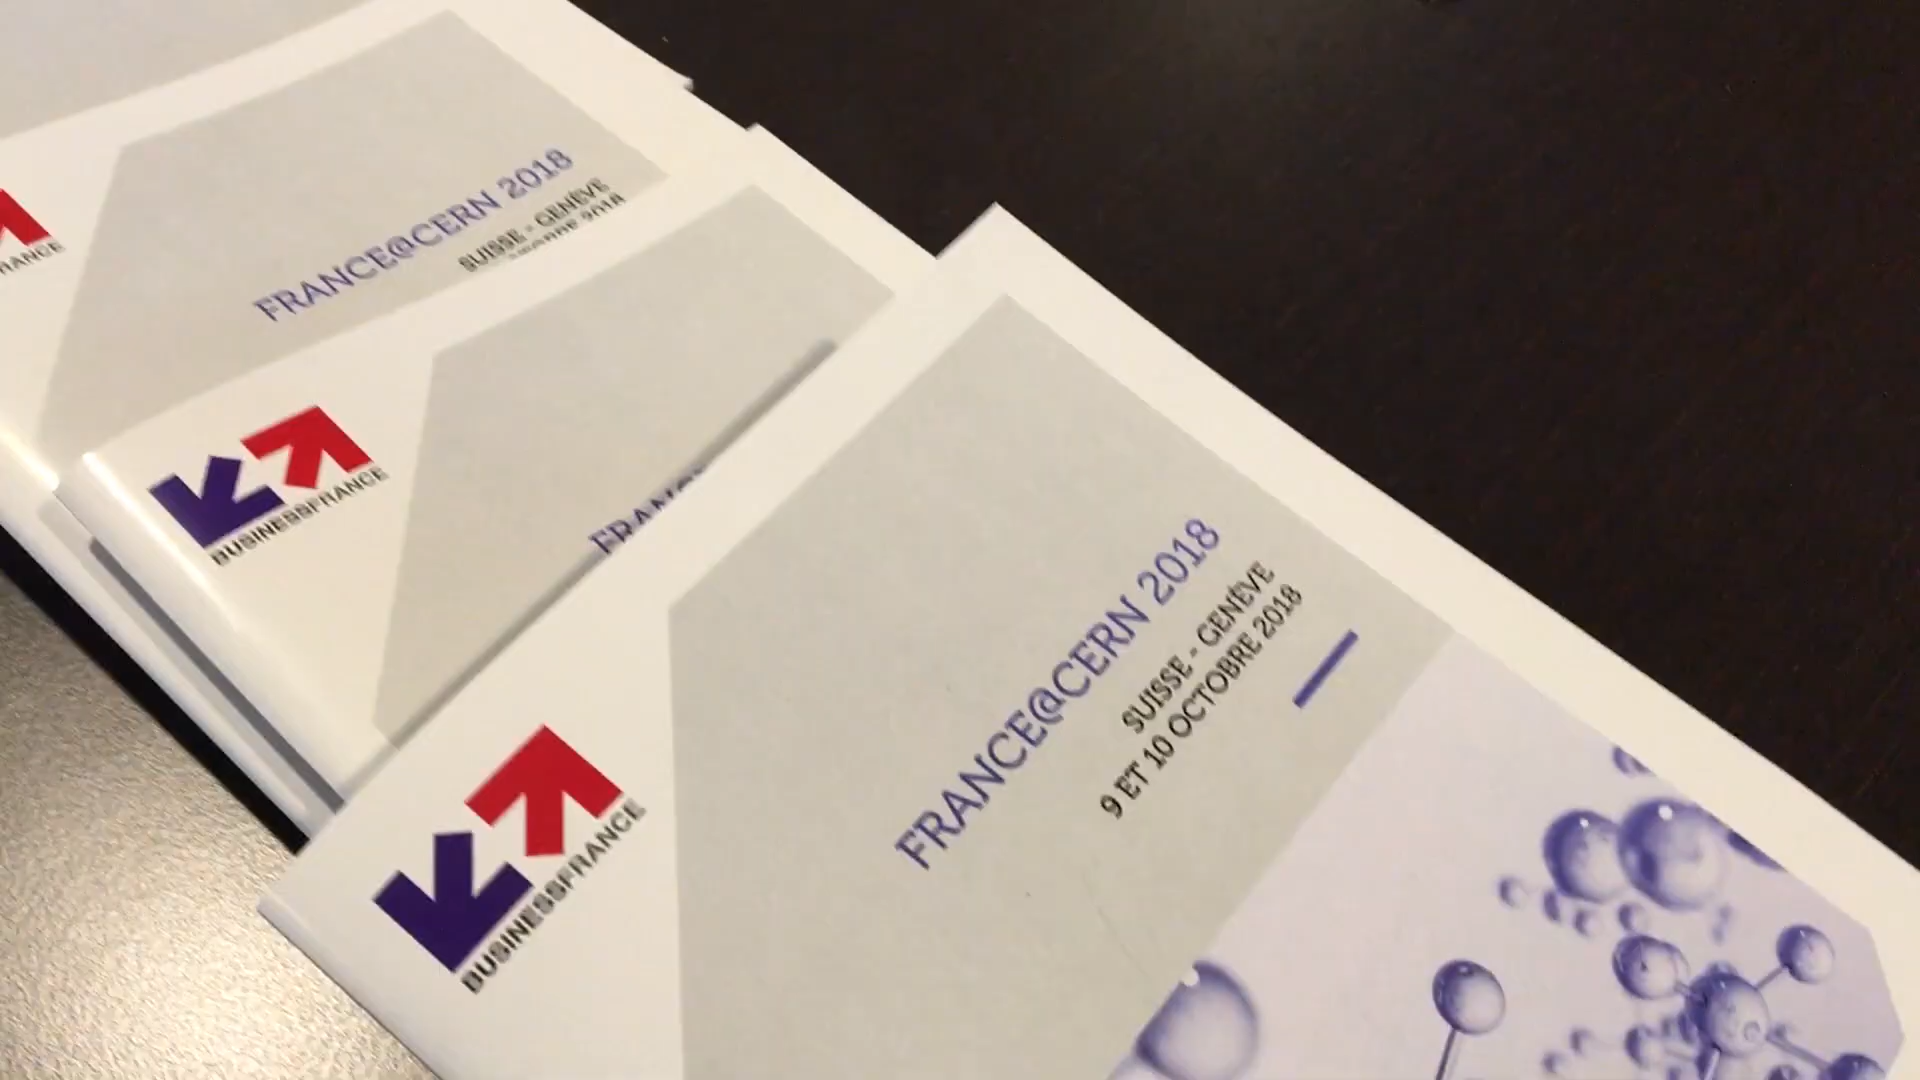 FRANCE@CERN 2018
SUISSE - GENÈVE
BUSINESSFRANCE
FRANCE@CERN 2018
SUISSE - GENÈVE
9 ET 10 OCTOBRE 2018
BUSINESSFRANCE